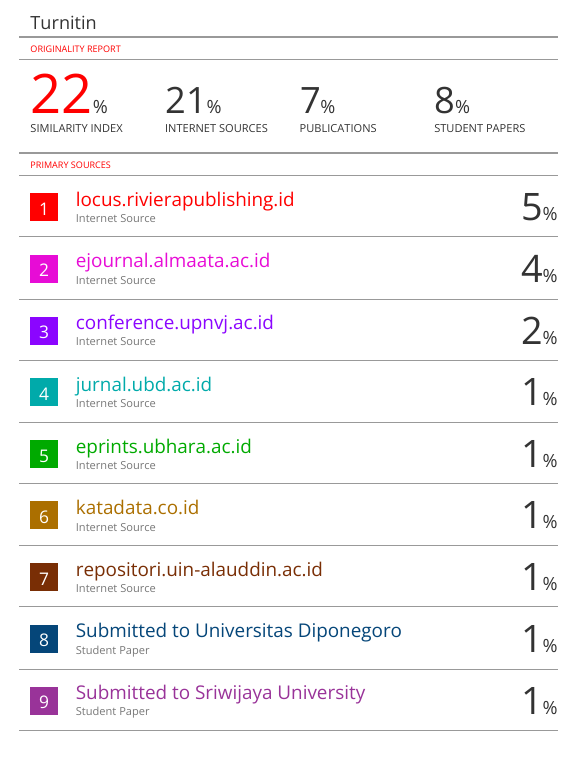 Turnitin
ORIGINALITY REPORT
22% 21% 7% 8%
SIMILARITY INDEX INTERNET SOURCES PUBLICATIONS STUDENT PAPERS
PRIMARY SOURCES
1 locus.rivierapublishing.id 5%
Internet Source
2 ejournal.almaata.ac.id 4%
Internet Source
3 conference.upnvj.ac.id 2%
Internet Source
4 jurnal.ubd.ac.id 1%
Internet Source
5 eprints.ubhara.ac.id 1%
Internet Source
6 katadata.co.id 1%
Internet Source
7 repositori.uin-alauddin.ac.id 1%
Internet Source
8 Submitted to Universitas Diponegoro 1%
Student Paper
9 Submitted to Sriwijaya University 1%
Student Paper